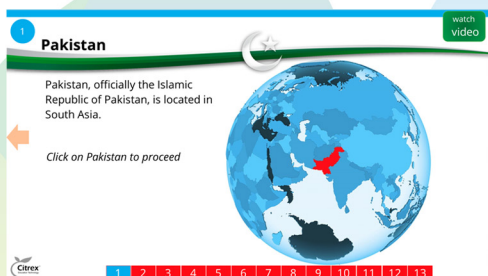 watch
video
1
Pakistan
Pakistan, officially the Islamic
Republic of Pakistan, is located in
South Asia.
Click on Pakistan to proceed
Citrex
1 2 3 4 5 6 7 8 9 10 11 12 13